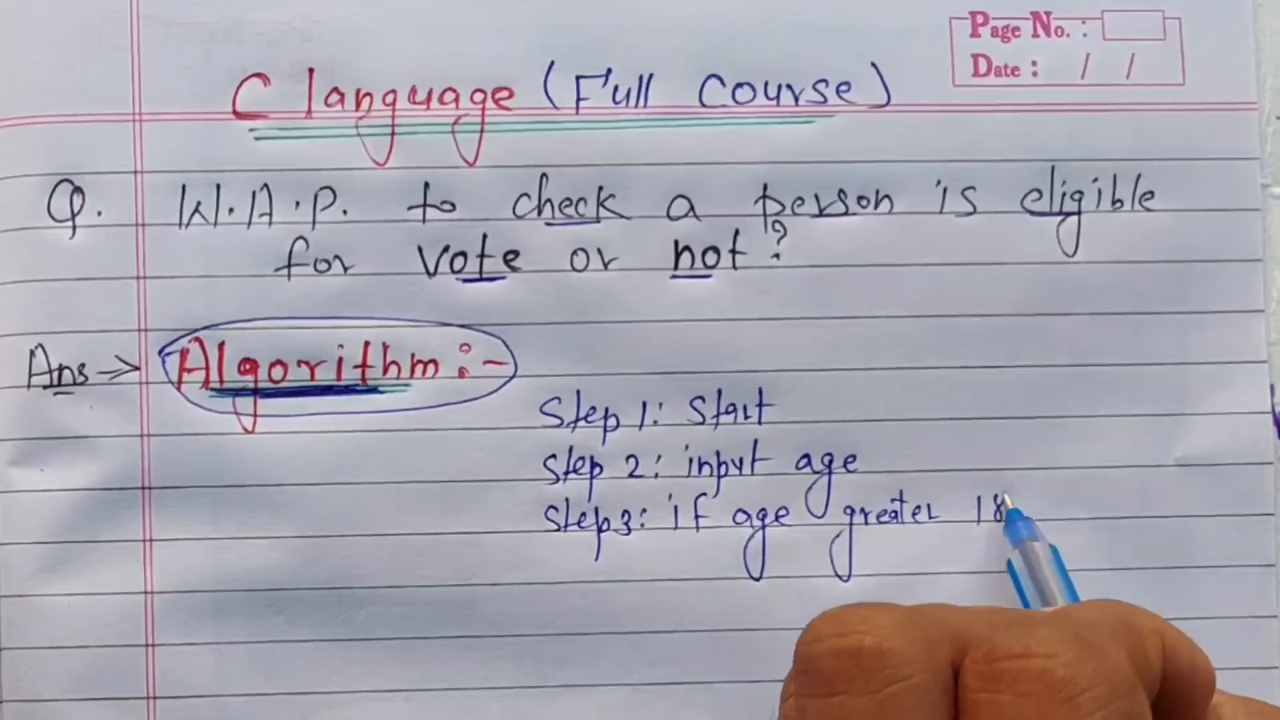 Page No. :
Date : / /
C language (Full Course)
Q. W.A.P. to check a person is eligible
for vote or not?
Ans → Algorithm :-
Step 1: Start
Step 2: input age
Step3: if age greater 18